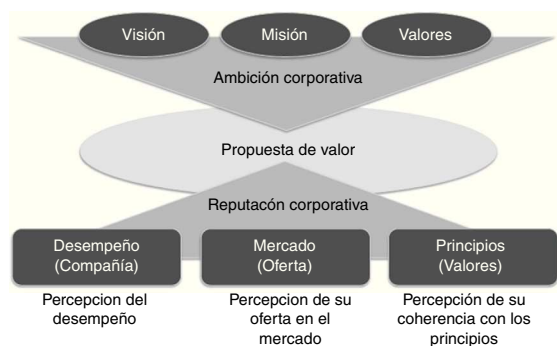 Visión Misión Valores
Ambición corporativa
Propuesta de valor
Reputacón corporativa
Desempeño
(Compañía)
Mercado
(Oferta)
Principios
(Valores)
Percepcion del
desempeño
Percepcion de su
oferta en el
mercado
Percepción de su
coherencia con los
principios